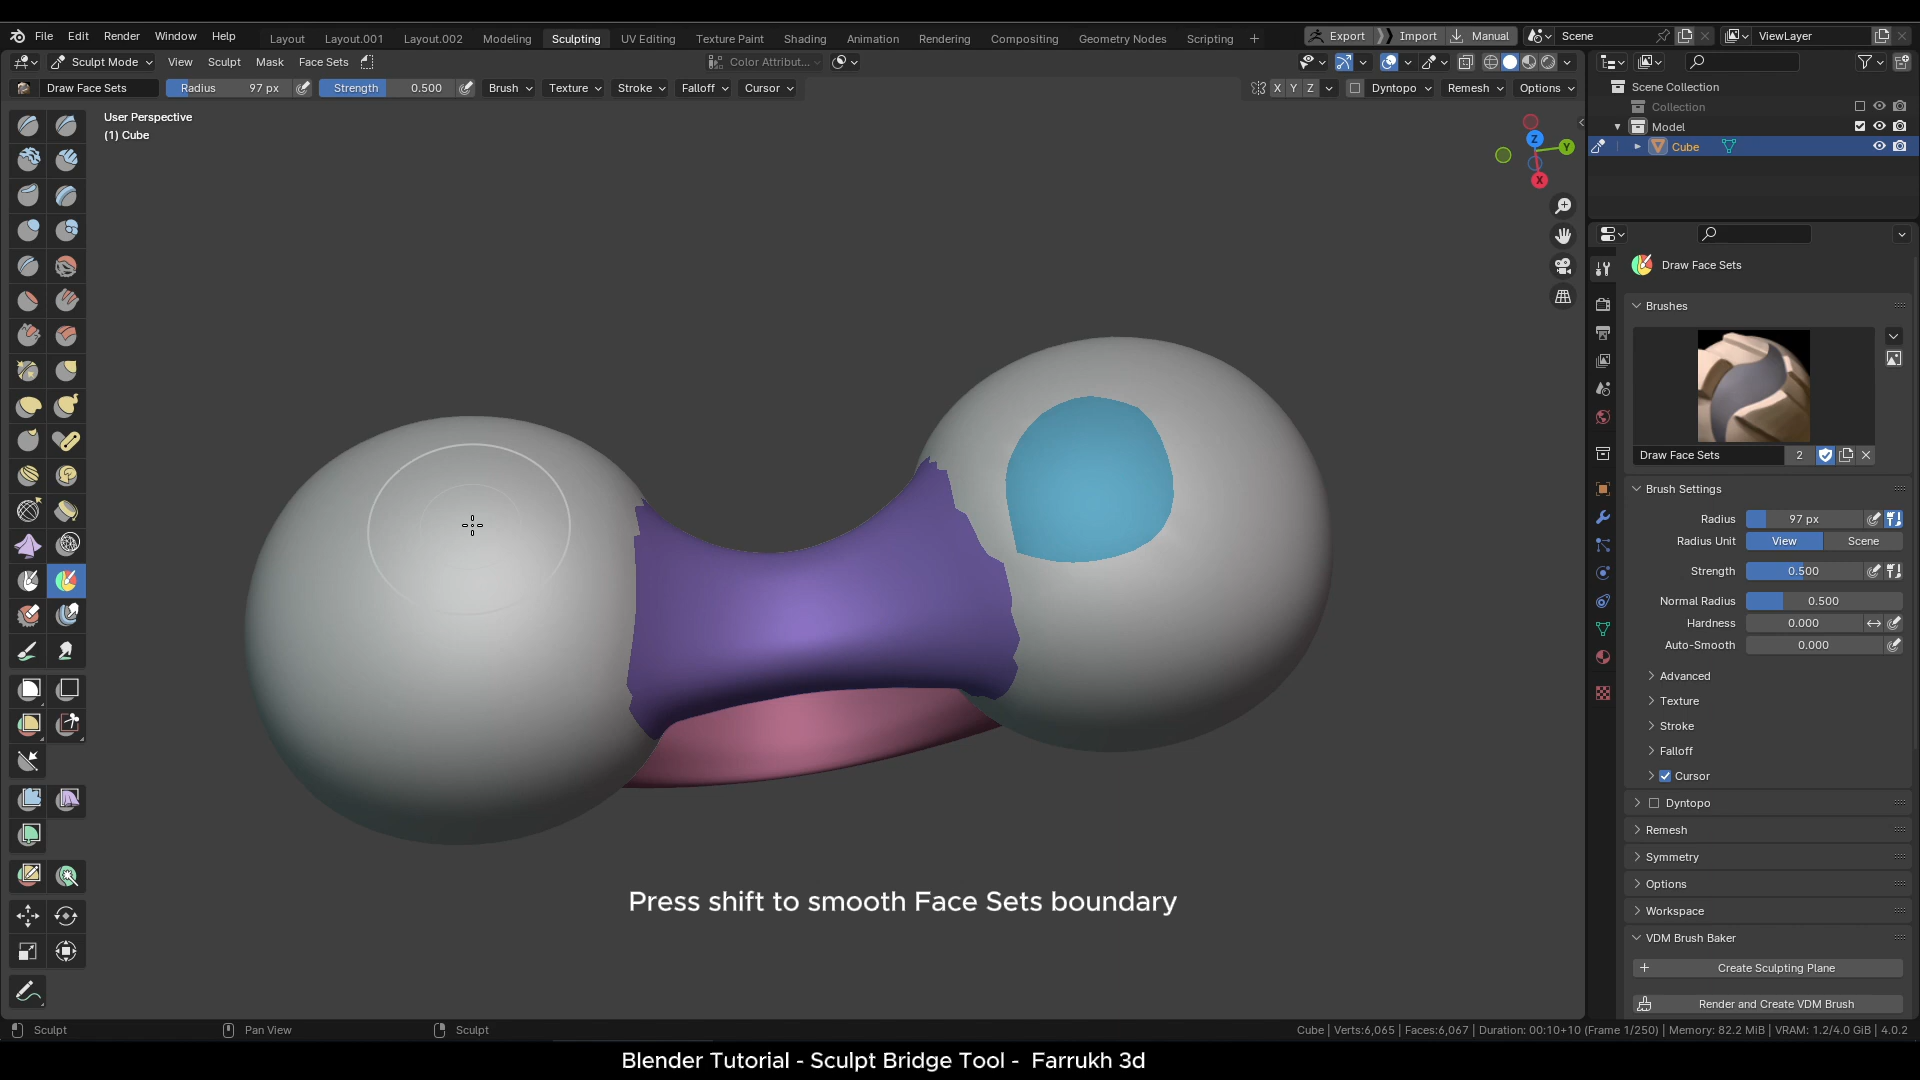 File Edit Render Window Help Layout Layout.001 Layout.002 Modeling Sculpting UV Editing Texture Paint Shading Animation Rendering Compositing Geometry Nodes Scripting + Export Import Manual Scene ViewLayer
Sculpt Mode View Sculpt Mask Face Sets Color Attribut...
Draw Face Sets Radius 97 px Strength 0.500 Brush Texture Stroke Falloff Cursor X Y Z Dyntopo Remesh Options
User Perspective
(1) Cube
Z
Y
X
Scene Collection
Collection
Model
Cube
Draw Face Sets
Brushes
Draw Face Sets 2
Brush Settings
Radius 97 px
Radius Unit View Scene
Strength 0.500
Normal Radius 0.500
Hardness 0.000
Auto-Smooth 0.000
Advanced
Texture
Stroke
Falloff
Cursor
Dyntopo
Remesh
Symmetry
Options
Workspace
VDM Brush Baker
Create Sculpting Plane
Render and Create VDM Brush
Press shift to smooth Face Sets boundary
Sculpt Pan View Sculpt Cube | Verts:6,065 | Faces:6,067 | Duration: 00:10+10 (Frame 1/250) | Memory: 82.2 MiB | VRAM: 1.2/4.0 GiB | 4.0.2
Blender Tutorial - Sculpt Bridge Tool - Farrukh 3d